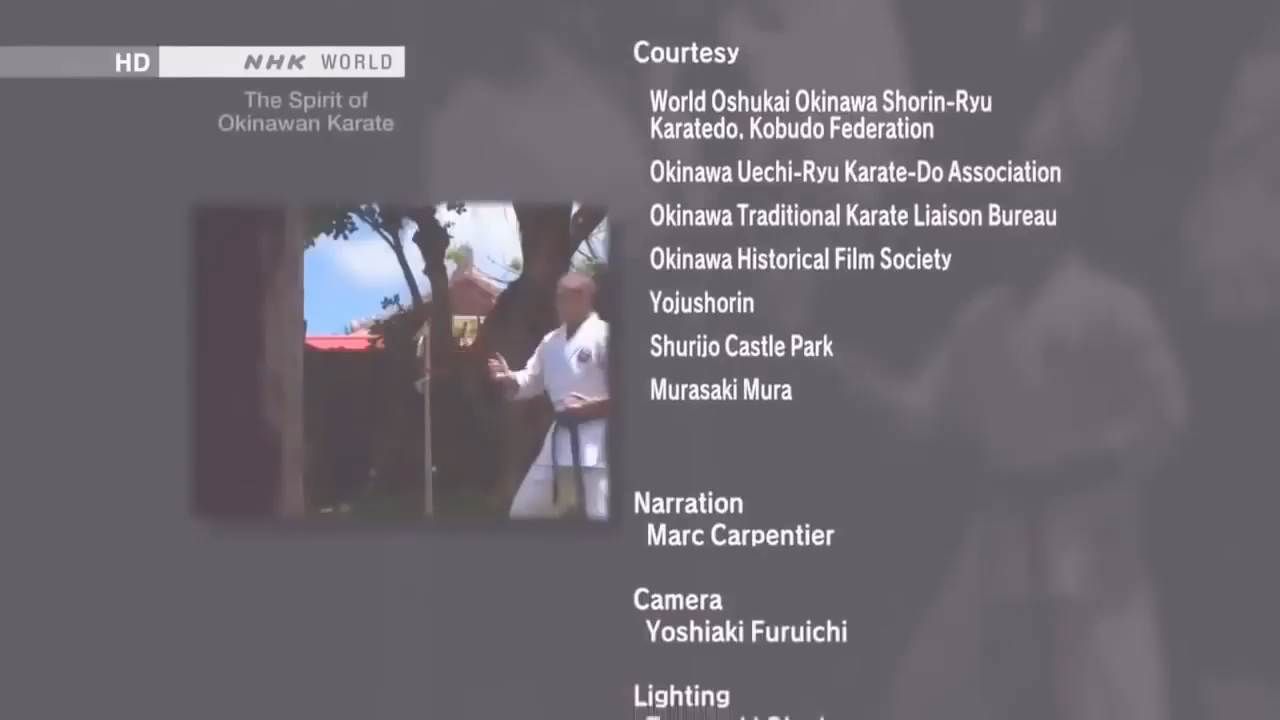 HD NHK WORLD
The Spirit of
Okinawan Karate
Courtesy
World Oshukai Okinawa Shorin-Ryu
Karatedo, Kobudo Federation
Okinawa Uechi-Ryu Karate-Do Association
Okinawa Traditional Karate Liaison Bureau
Okinawa Historical Film Society
Yojushorin
Shurijo Castle Park
Murasaki Mura
Narration
Marc Carpentier
Camera
Yoshiaki Furuichi
Lighting